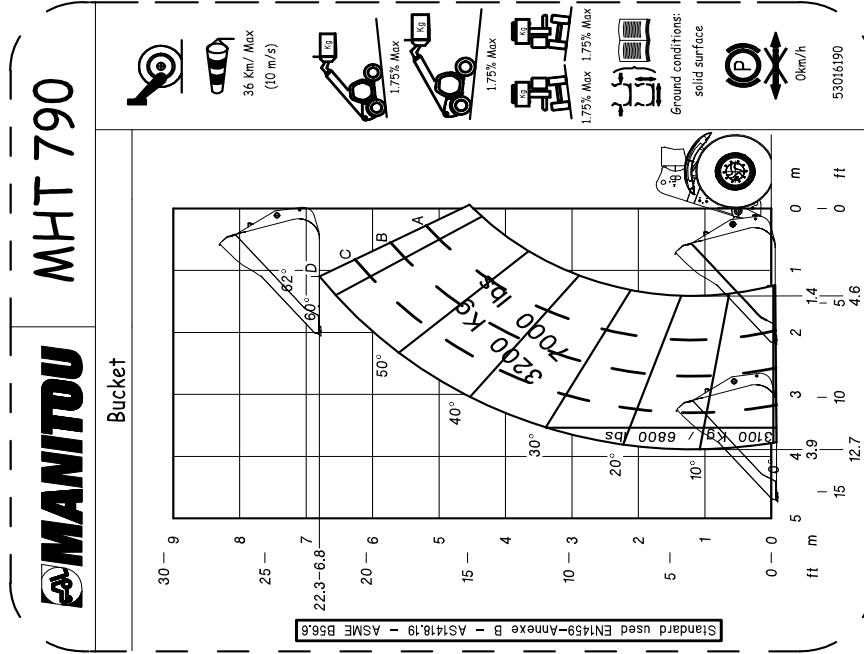 MANITOU
MHT 790
Bucket
36 Km/ Max
(10 m/s)
Kg
1.75% Max
Kg
1.75% Max
Kg
Kg
1.75% Max
1.75% Max
Ground conditions:
solid surface
P
0km/h
53016190
62°
60°
D
C
B
A
50°
40°
30°
20°
10°
0°
3200 Kg
7000 lbs
3100 Kg / 6800 lbs
30
25
22.3
6.8
20
15
10
5
0
ft
9
8
7
6
5
4
3
2
1
0
m
5
4
3.9
3
2
1.4
1
0
m
15
12.7
10
5
4.6
0
ft
Standard used EN1459-Annexe B - AS1418.19 - ASME B56.6